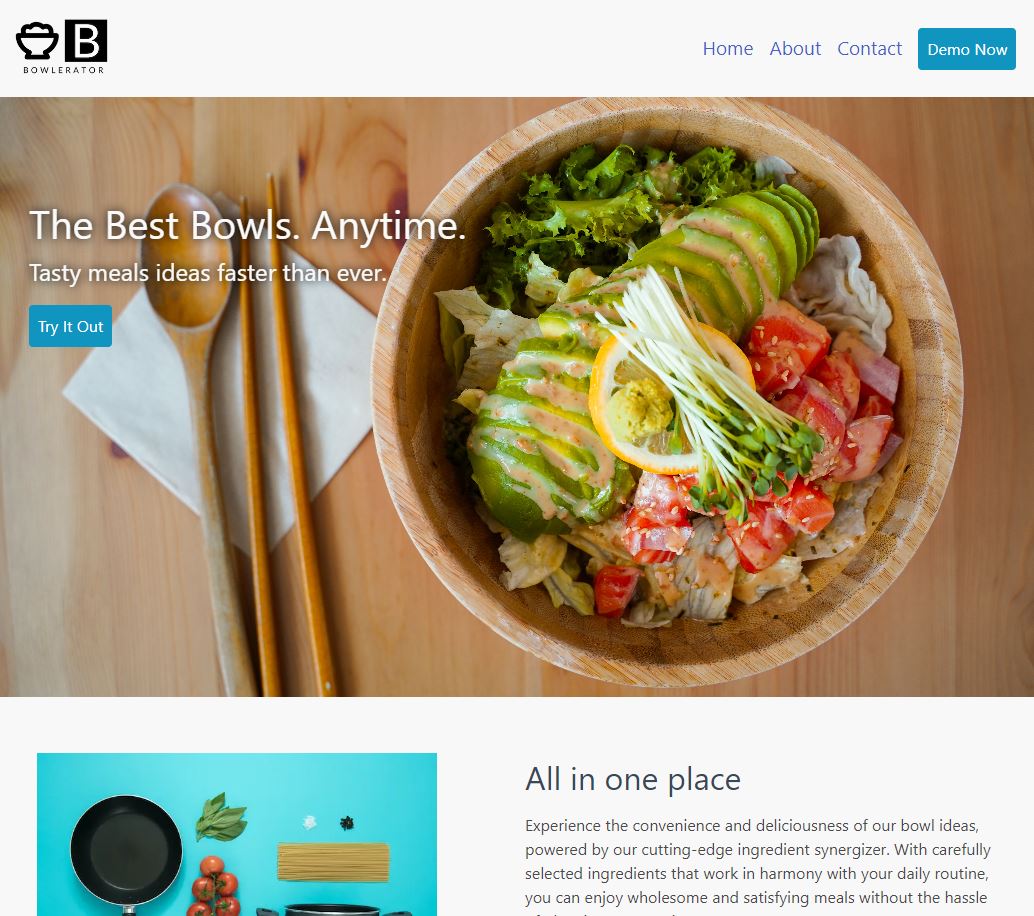 B
BOWLERATOR
Home About Contact Demo Now
The Best Bowls. Anytime.
Tasty meals ideas faster than ever.
Try It Out
All in one place
Experience the convenience and deliciousness of our bowl ideas,
powered by our cutting-edge ingredient synergizer. With carefully
selected ingredients that work in harmony with your daily routine,
you can enjoy wholesome and satisfying meals without the hassle